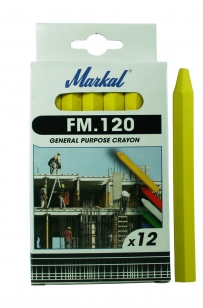 Markal
FM.120
GENERAL PURPOSE CRAYON
x12